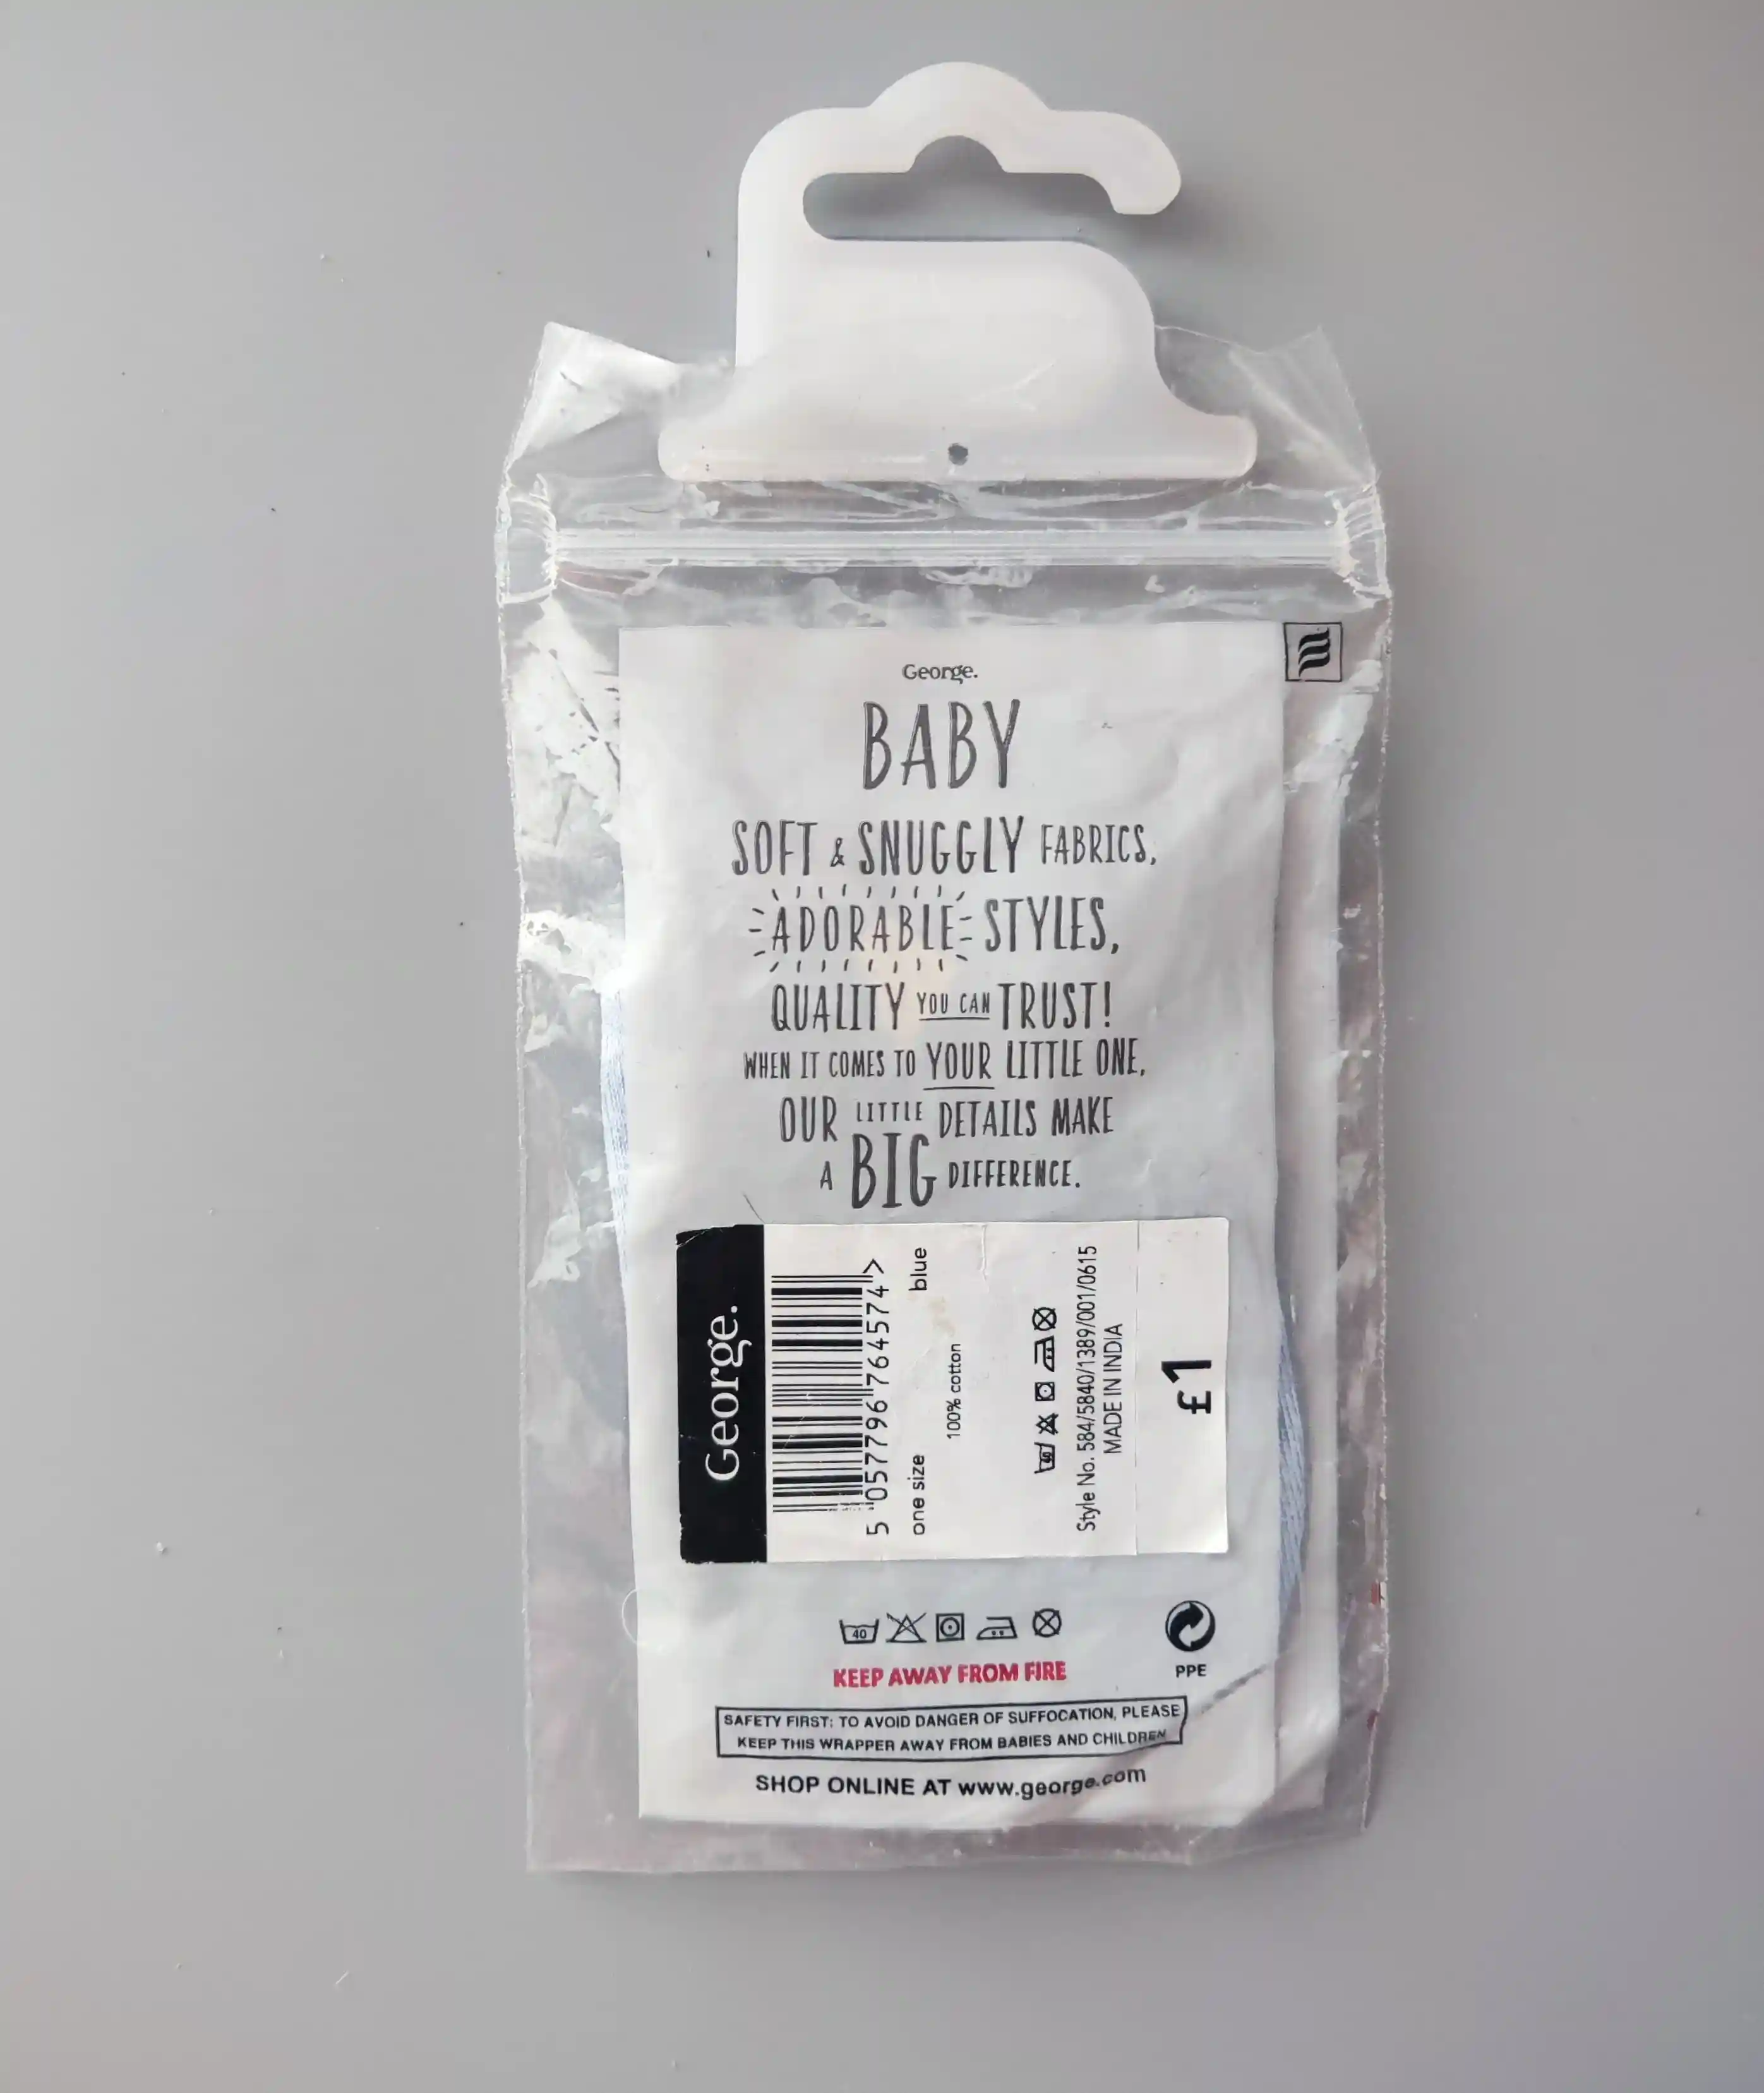 George.
BABY
SOFT & SNUGGLY FABRICS,
ADORABLE STYLES,
QUALITY YOU CAN TRUST!
WHEN IT COMES TO YOUR LITTLE ONE,
OUR LITTLE DETAILS MAKE
A BIG DIFFERENCE.
George.
5 057796 764574 >
one size blue
100% cotton
40
Style No. 584/5840/1389/001/0615
MADE IN INDIA
£1
40
KEEP AWAY FROM FIRE
PPE
SAFETY FIRST: TO AVOID DANGER OF SUFFOCATION, PLEASE
KEEP THIS WRAPPER AWAY FROM BABIES AND CHILDREN
SHOP ONLINE AT www.george.com